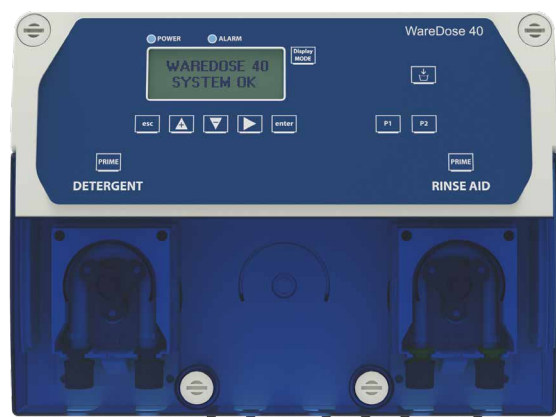 WareDose 40
POWER ALARM
Display
MODE
WAREDOSE 40
SYSTEM OK
esc + − enter P1 P2
PRIME PRIME
DETERGENT RINSE AID